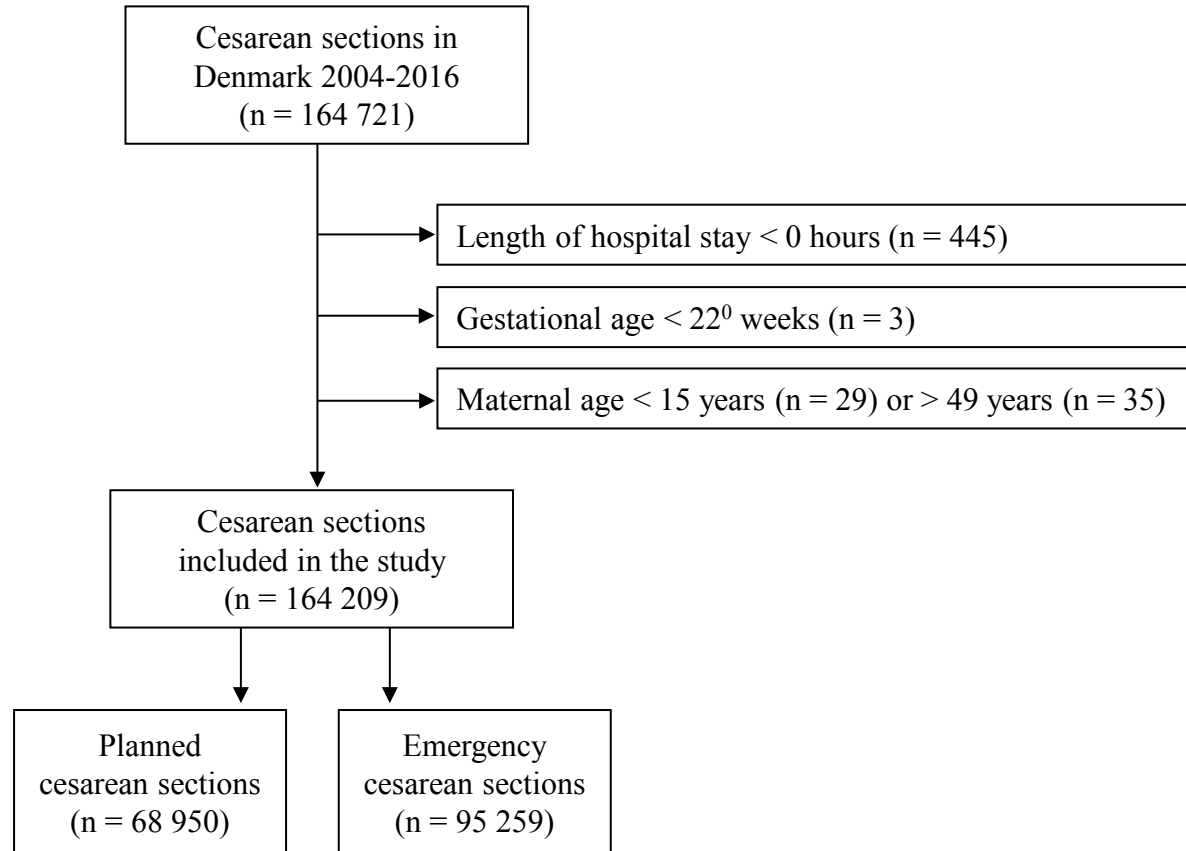 Cesarean sections in
Denmark 2004-2016
(n = 164 721)
Length of hospital stay < 0 hours (n = 445)
Gestational age < 22⁰ weeks (n = 3)
Maternal age < 15 years (n = 29) or > 49 years (n = 35)
Cesarean sections
included in the study
(n = 164 209)
Planned
cesarean sections
(n = 68 950)
Emergency
cesarean sections
(n = 95 259)